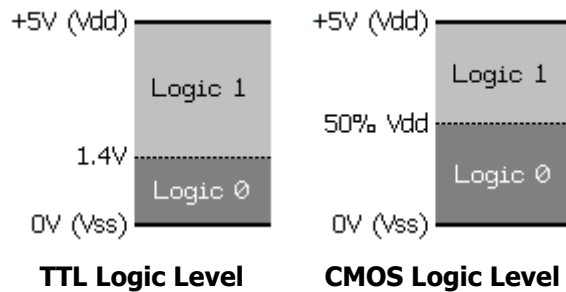 +5V (Vdd)
Logic 1
1.4V
Logic 0
0V (Vss)
TTL Logic Level
+5V (Vdd)
Logic 1
50% Vdd
Logic 0
0V (Vss)
CMOS Logic Level